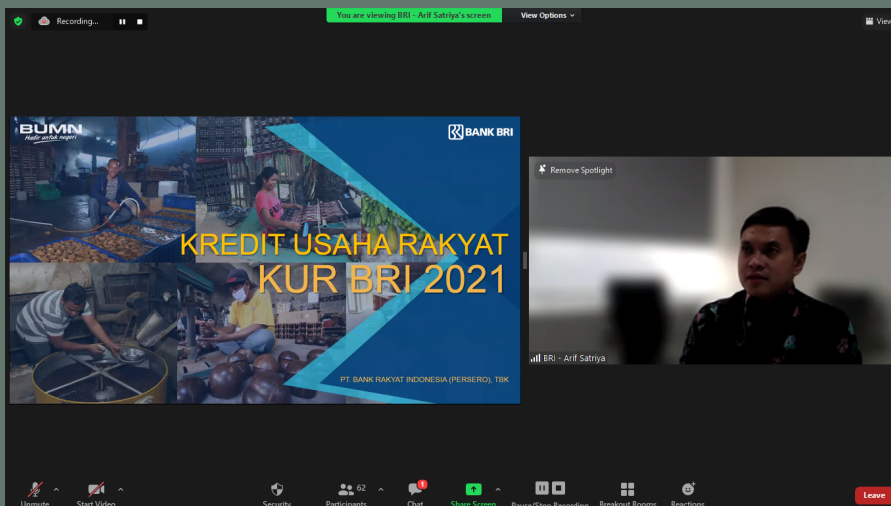 Recording...
You are viewing BRI - Arif Satriya's screen
View Options
View
BUMN
Hadir untuk negeri
BANK BRI
KREDIT USAHA RAKYAT
KUR BRI 2021
PT. BANK RAKYAT INDONESIA (PERSERO), TBK
Remove Spotlight
BRI - Arif Satriya
62
1
Unmute
Start Video
Security
Participants
Chat
Share Screen
Pause/Stop Recording
Breakout Rooms
Reactions
Leave